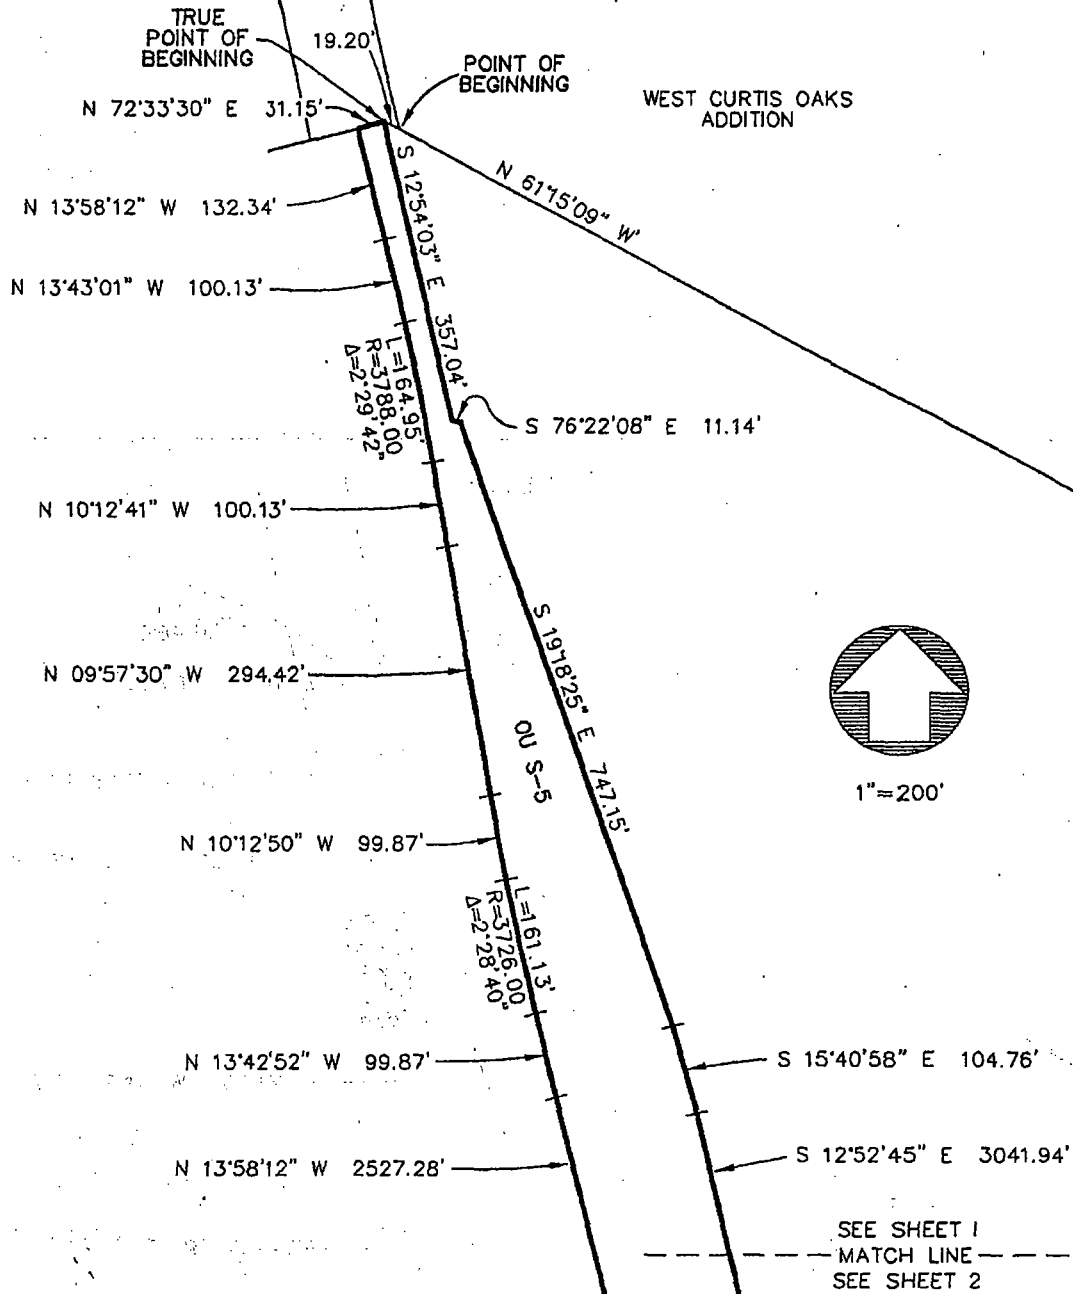 TRUE
POINT OF
BEGINNING
19.20'
POINT OF
BEGINNING
WEST CURTIS OAKS
ADDITION
N 72°33'30" E 31.15'
N 61°15'09" W
S 12°54'03" E 357.04'
N 13°58'12" W 132.34'
N 13°43'01" W 100.13'
L=164.95'
R=3788.00
Δ=2°29'42"
S 76°22'08" E 11.14'
N 10°12'41" W 100.13'
S 19°18'25" E 747.15'
N 09°57'30" W 294.42'
OU S-5
1"=200'
N 10°12'50" W 99.87'
L=161.13'
R=3726.00
Δ=2°28'40"
N 13°42'52" W 99.87'
S 15°40'58" E 104.76'
N 13°58'12" W 2527.28'
S 12°52'45" E 3041.94'
SEE SHEET 1
MATCH LINE
SEE SHEET 2